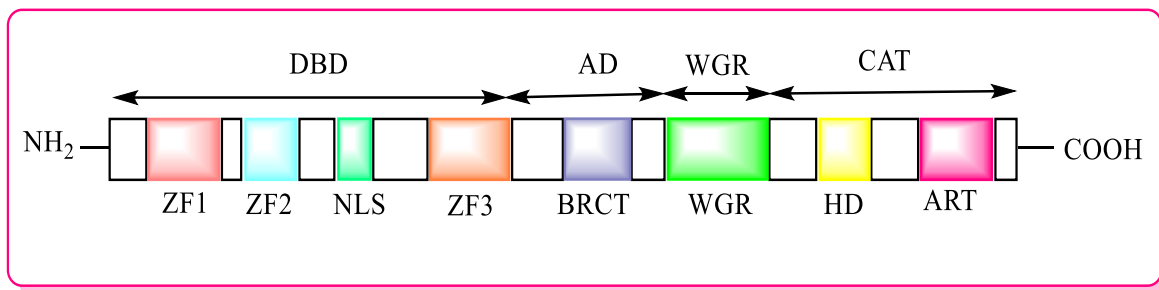 DBD AD WGR CAT
NH2 COOH
ZF1 ZF2 NLS ZF3 BRCT WGR HD ART